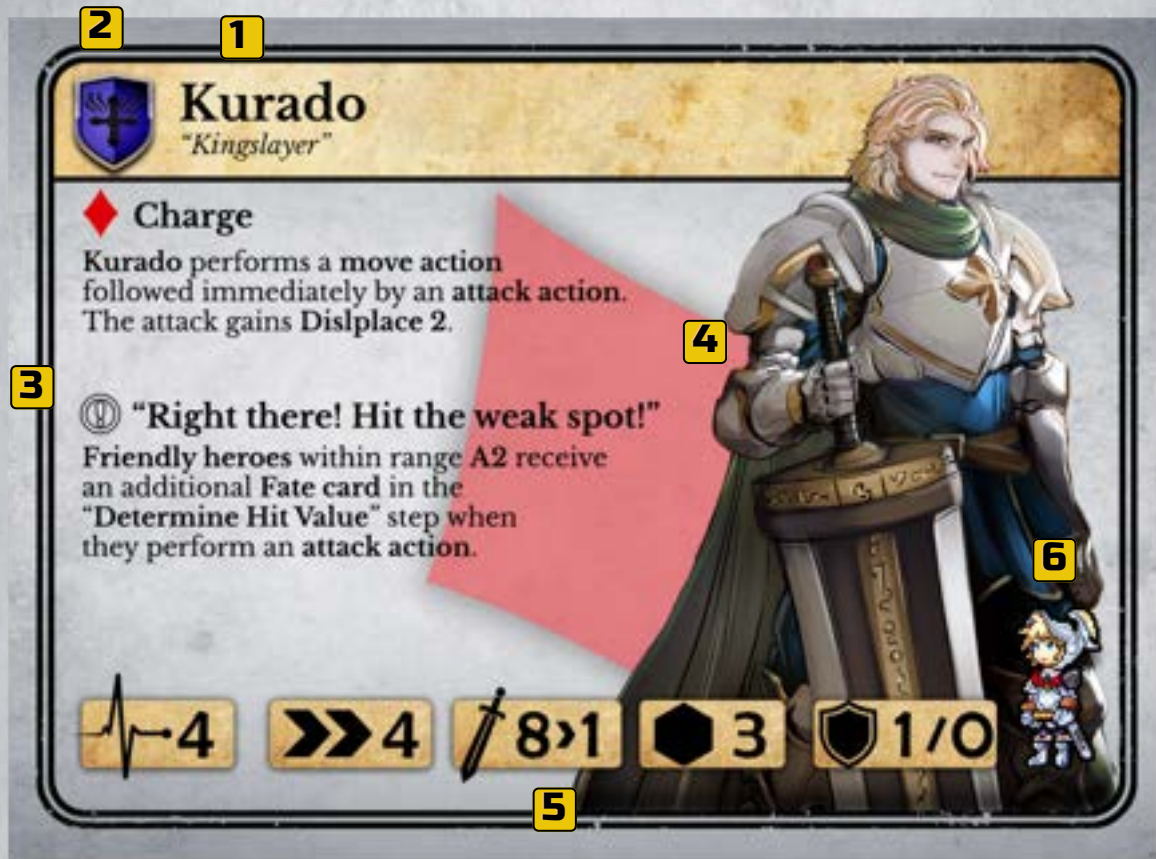 2
1
Kurado
“Kingslayer”
Charge
Kurado performs a move action
followed immediately by an attack action.
The attack gains Dislplace 2.
3
4
“Right there! Hit the weak spot!”
Friendly heroes within range A2 receive
an additional Fate card in the
“Determine Hit Value” step when
they perform an attack action.
6
4
4
8›1
3
1/0
5